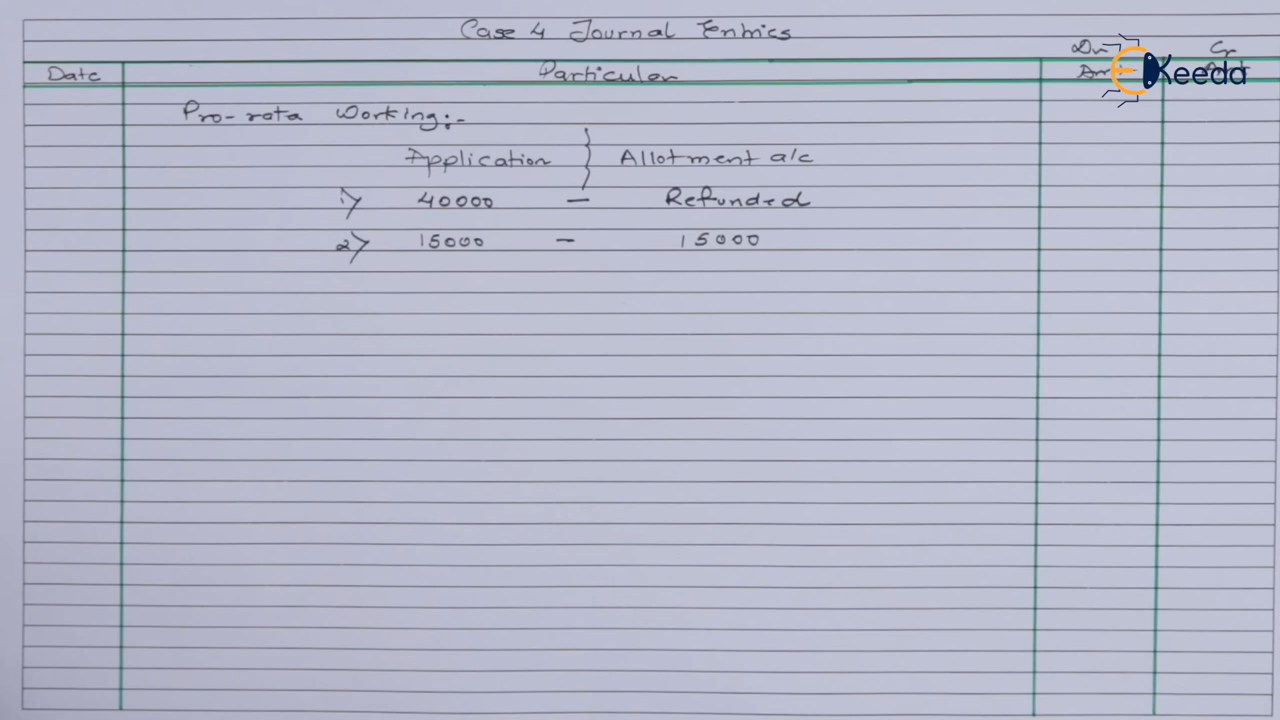 Case 4 Journal Entries
Dr Cr
Date Particular Keeda
Pro-rata Working:-
Application Allotment a/c
1) 40000 - Refunded
2) 15000 - 15000